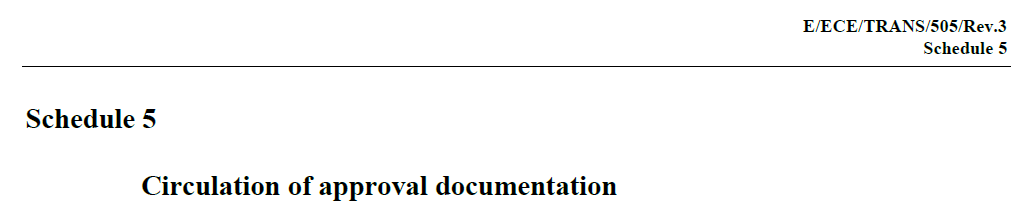 E/ECE/TRANS/505/Rev.3
Schedule 5
Schedule 5
Circulation of approval documentation